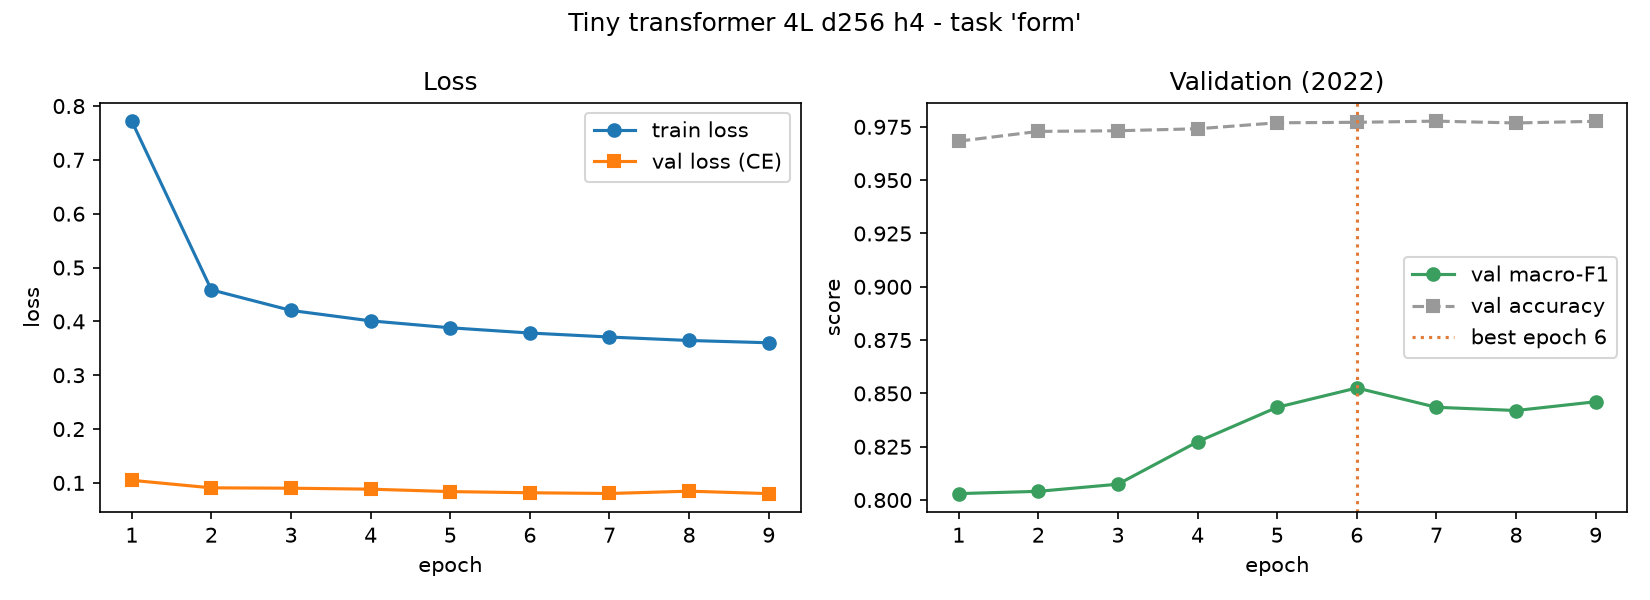 Tiny transformer 4L d256 h4 - task 'form'
Loss
0.8
0.7
0.6
0.5
0.4
0.3
0.2
0.1
loss
train loss
val loss (CE)
1 2 3 4 5 6 7 8 9
epoch
Validation (2022)
0.975
0.950
0.925
0.900
0.875
0.850
0.825
0.800
score
val macro-F1
val accuracy
best epoch 6
1 2 3 4 5 6 7 8 9
epoch